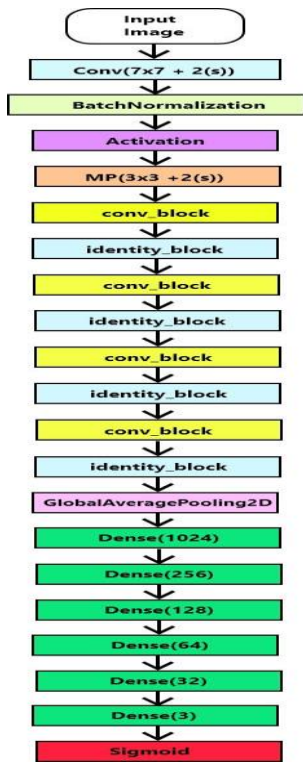 Input
Image
Conv(7x7 + 2(s))
BatchNormalization
Activation
MP(3x3 +2(s))
conv_block
identity_block
conv_block
identity_block
conv_block
identity_block
conv_block
identity_block
GlobalAveragePooling2D
Dense(1024)
Dense(256)
Dense(128)
Dense(64)
Dense(32)
Dense(3)
Sigmoid